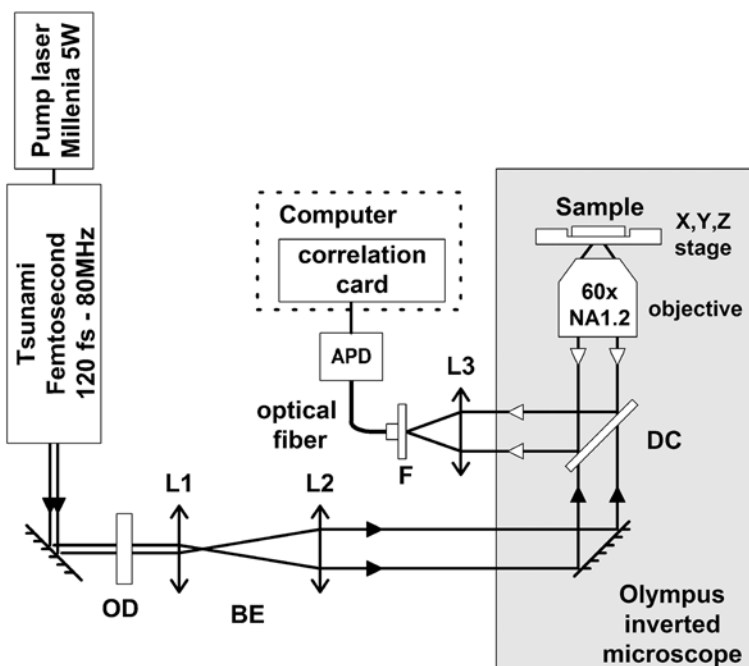 Pump laser
Millenia 5W
Tsunami
Femtosecond
120 fs - 80MHz
Computer
correlation
card
APD
optical
fiber
L3
F
Sample
X,Y,Z
stage
60x
NA1.2
objective
DC
L1
L2
OD
BE
Olympus
inverted
microscope